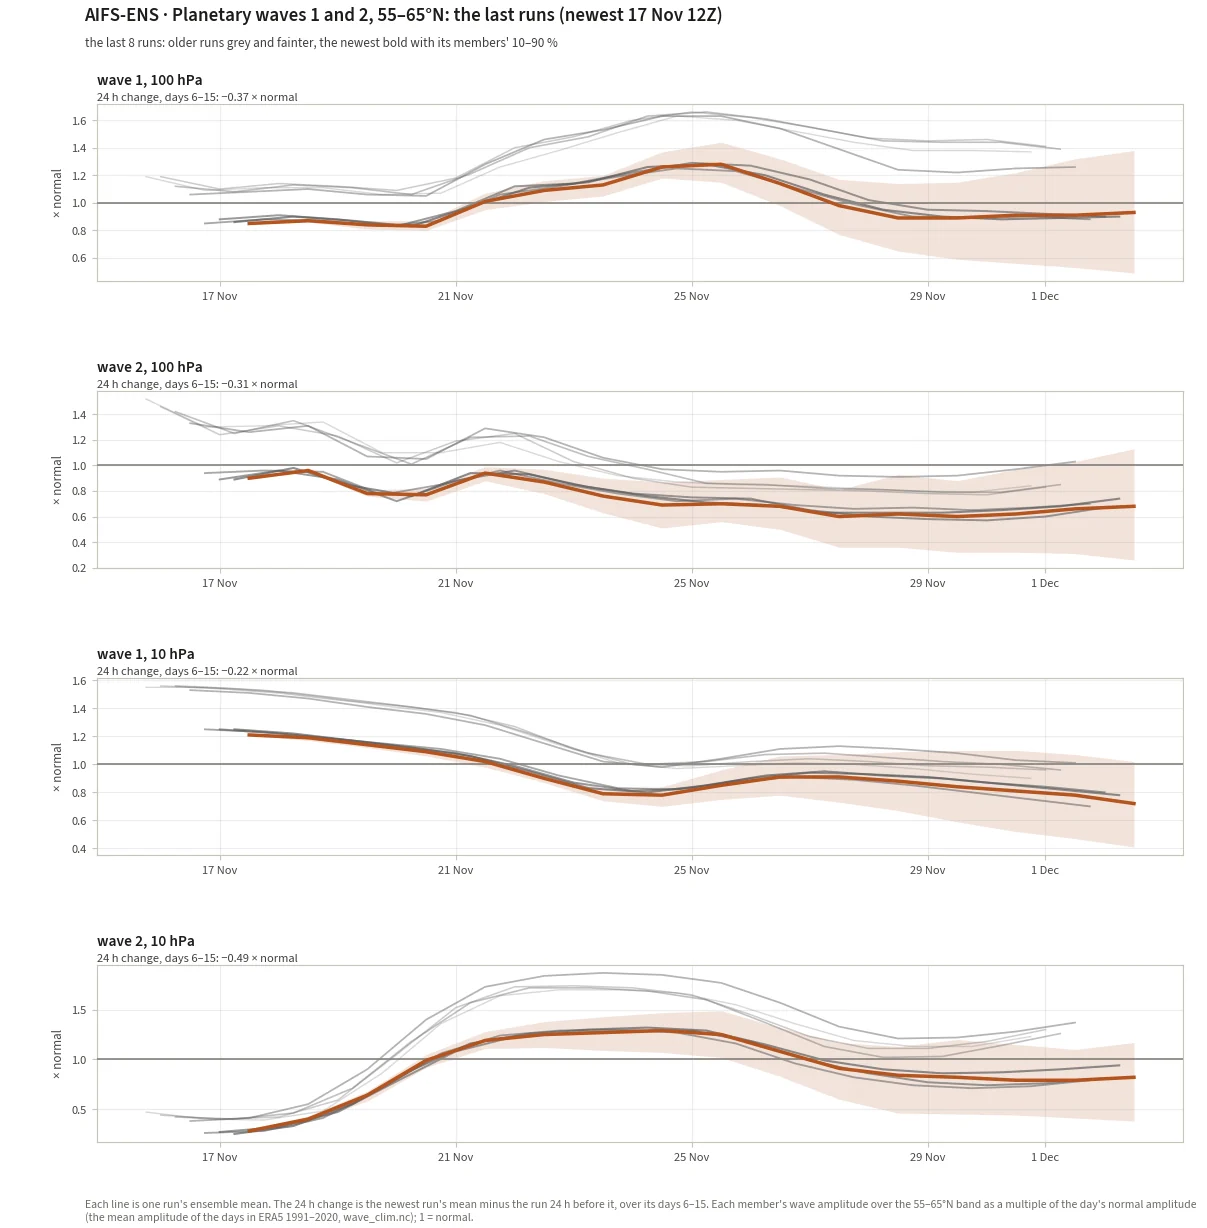 AIFS-ENS · Planetary waves 1 and 2, 55–65°N: the last runs (newest 17 Nov 12Z)
the last 8 runs: older runs grey and fainter, the newest bold with its members' 10–90 %
wave 1, 100 hPa
24 h change, days 6–15: −0.37 × normal
1.6
1.4
1.2
1.0
0.8
0.6
× normal
17 Nov 21 Nov 25 Nov 29 Nov 1 Dec
wave 2, 100 hPa
24 h change, days 6–15: −0.31 × normal
1.4
1.2
1.0
0.8
0.6
0.4
0.2
× normal
17 Nov 21 Nov 25 Nov 29 Nov 1 Dec
wave 1, 10 hPa
24 h change, days 6–15: −0.22 × normal
1.6
1.4
1.2
1.0
0.8
0.6
0.4
× normal
17 Nov 21 Nov 25 Nov 29 Nov 1 Dec
wave 2, 10 hPa
24 h change, days 6–15: −0.49 × normal
1.5
1.0
0.5
× normal
17 Nov 21 Nov 25 Nov 29 Nov 1 Dec
Each line is one run's ensemble mean. The 24 h change is the newest run's mean minus the run 24 h before it, over its days 6–15. Each member's wave amplitude over the 55–65°N band as a multiple of the day's normal amplitude
(the mean amplitude of the days in ERA5 1991–2020, wave_clim.nc); 1 = normal.